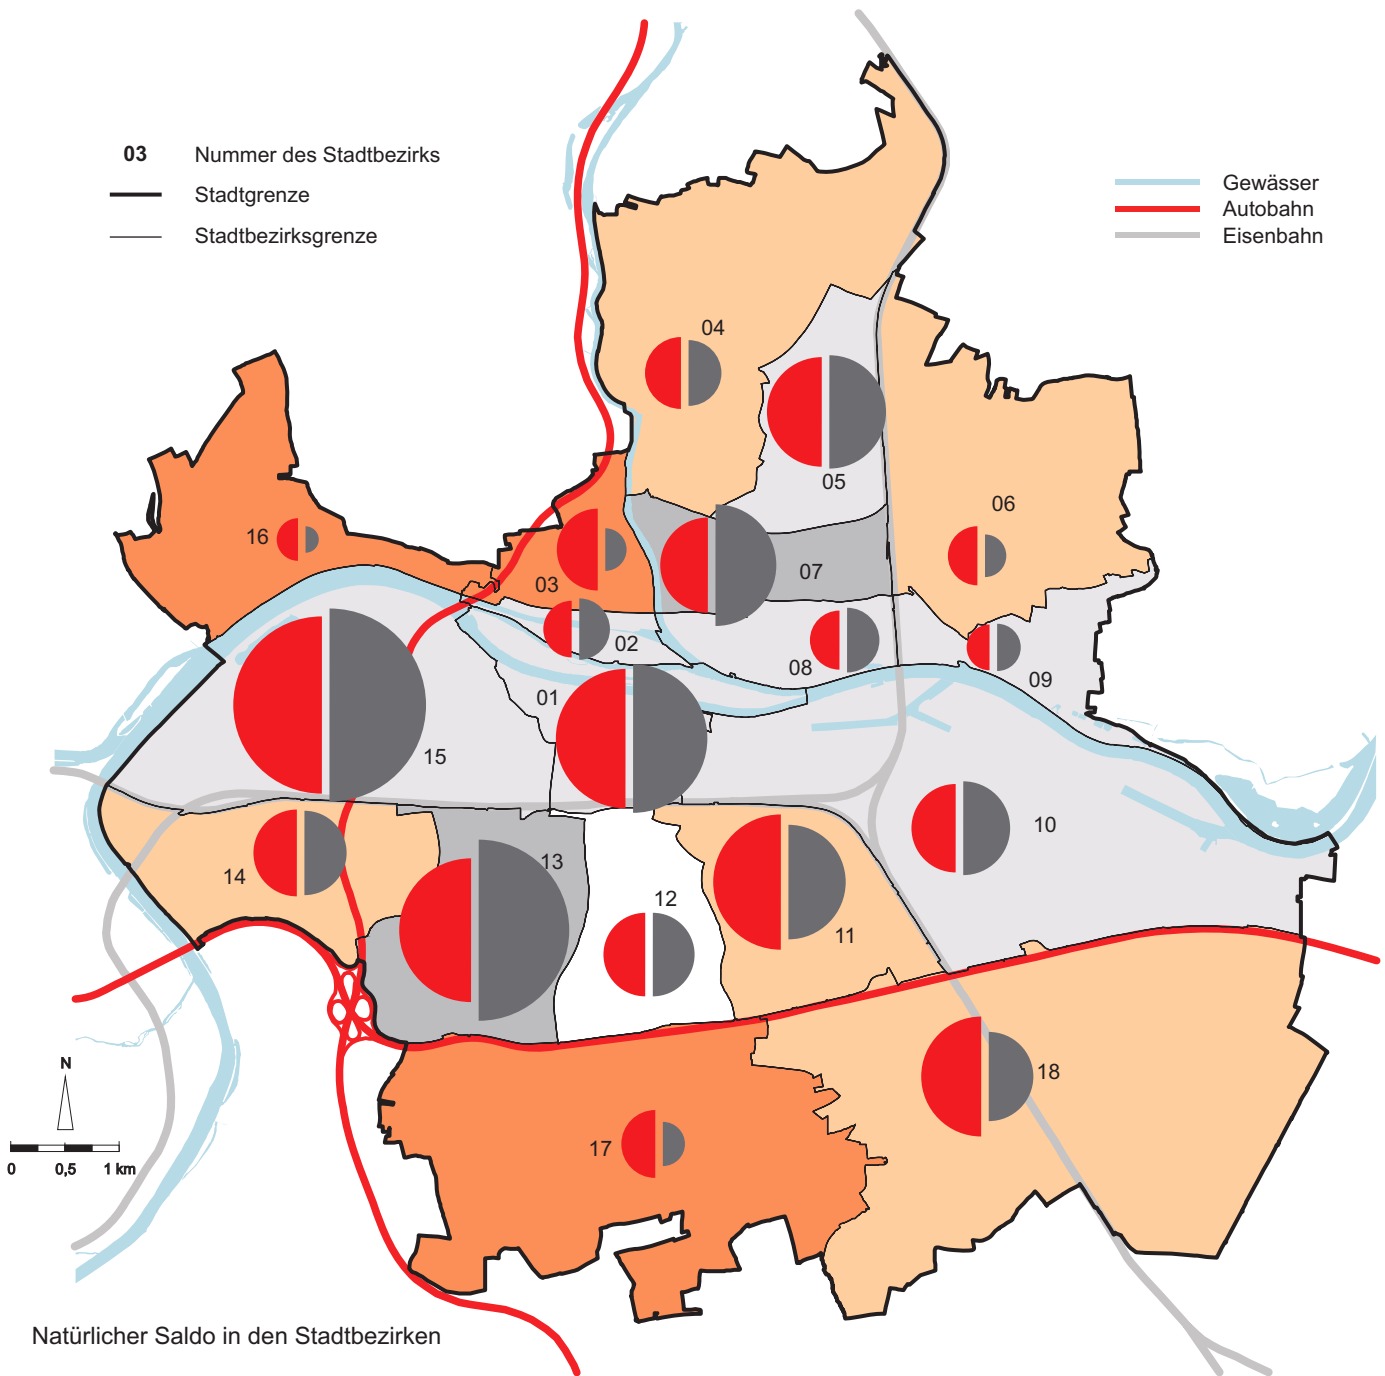 03 Nummer des Stadtbezirks
Stadtgrenze
Stadtbezirksgrenze
Gewässer
Autobahn
Eisenbahn
04
05
06
16
03
07
02
08
09
01
15
10
14
13
12
11
18
17
N
0 0,5 1 km
Natürlicher Saldo in den Stadtbezirken